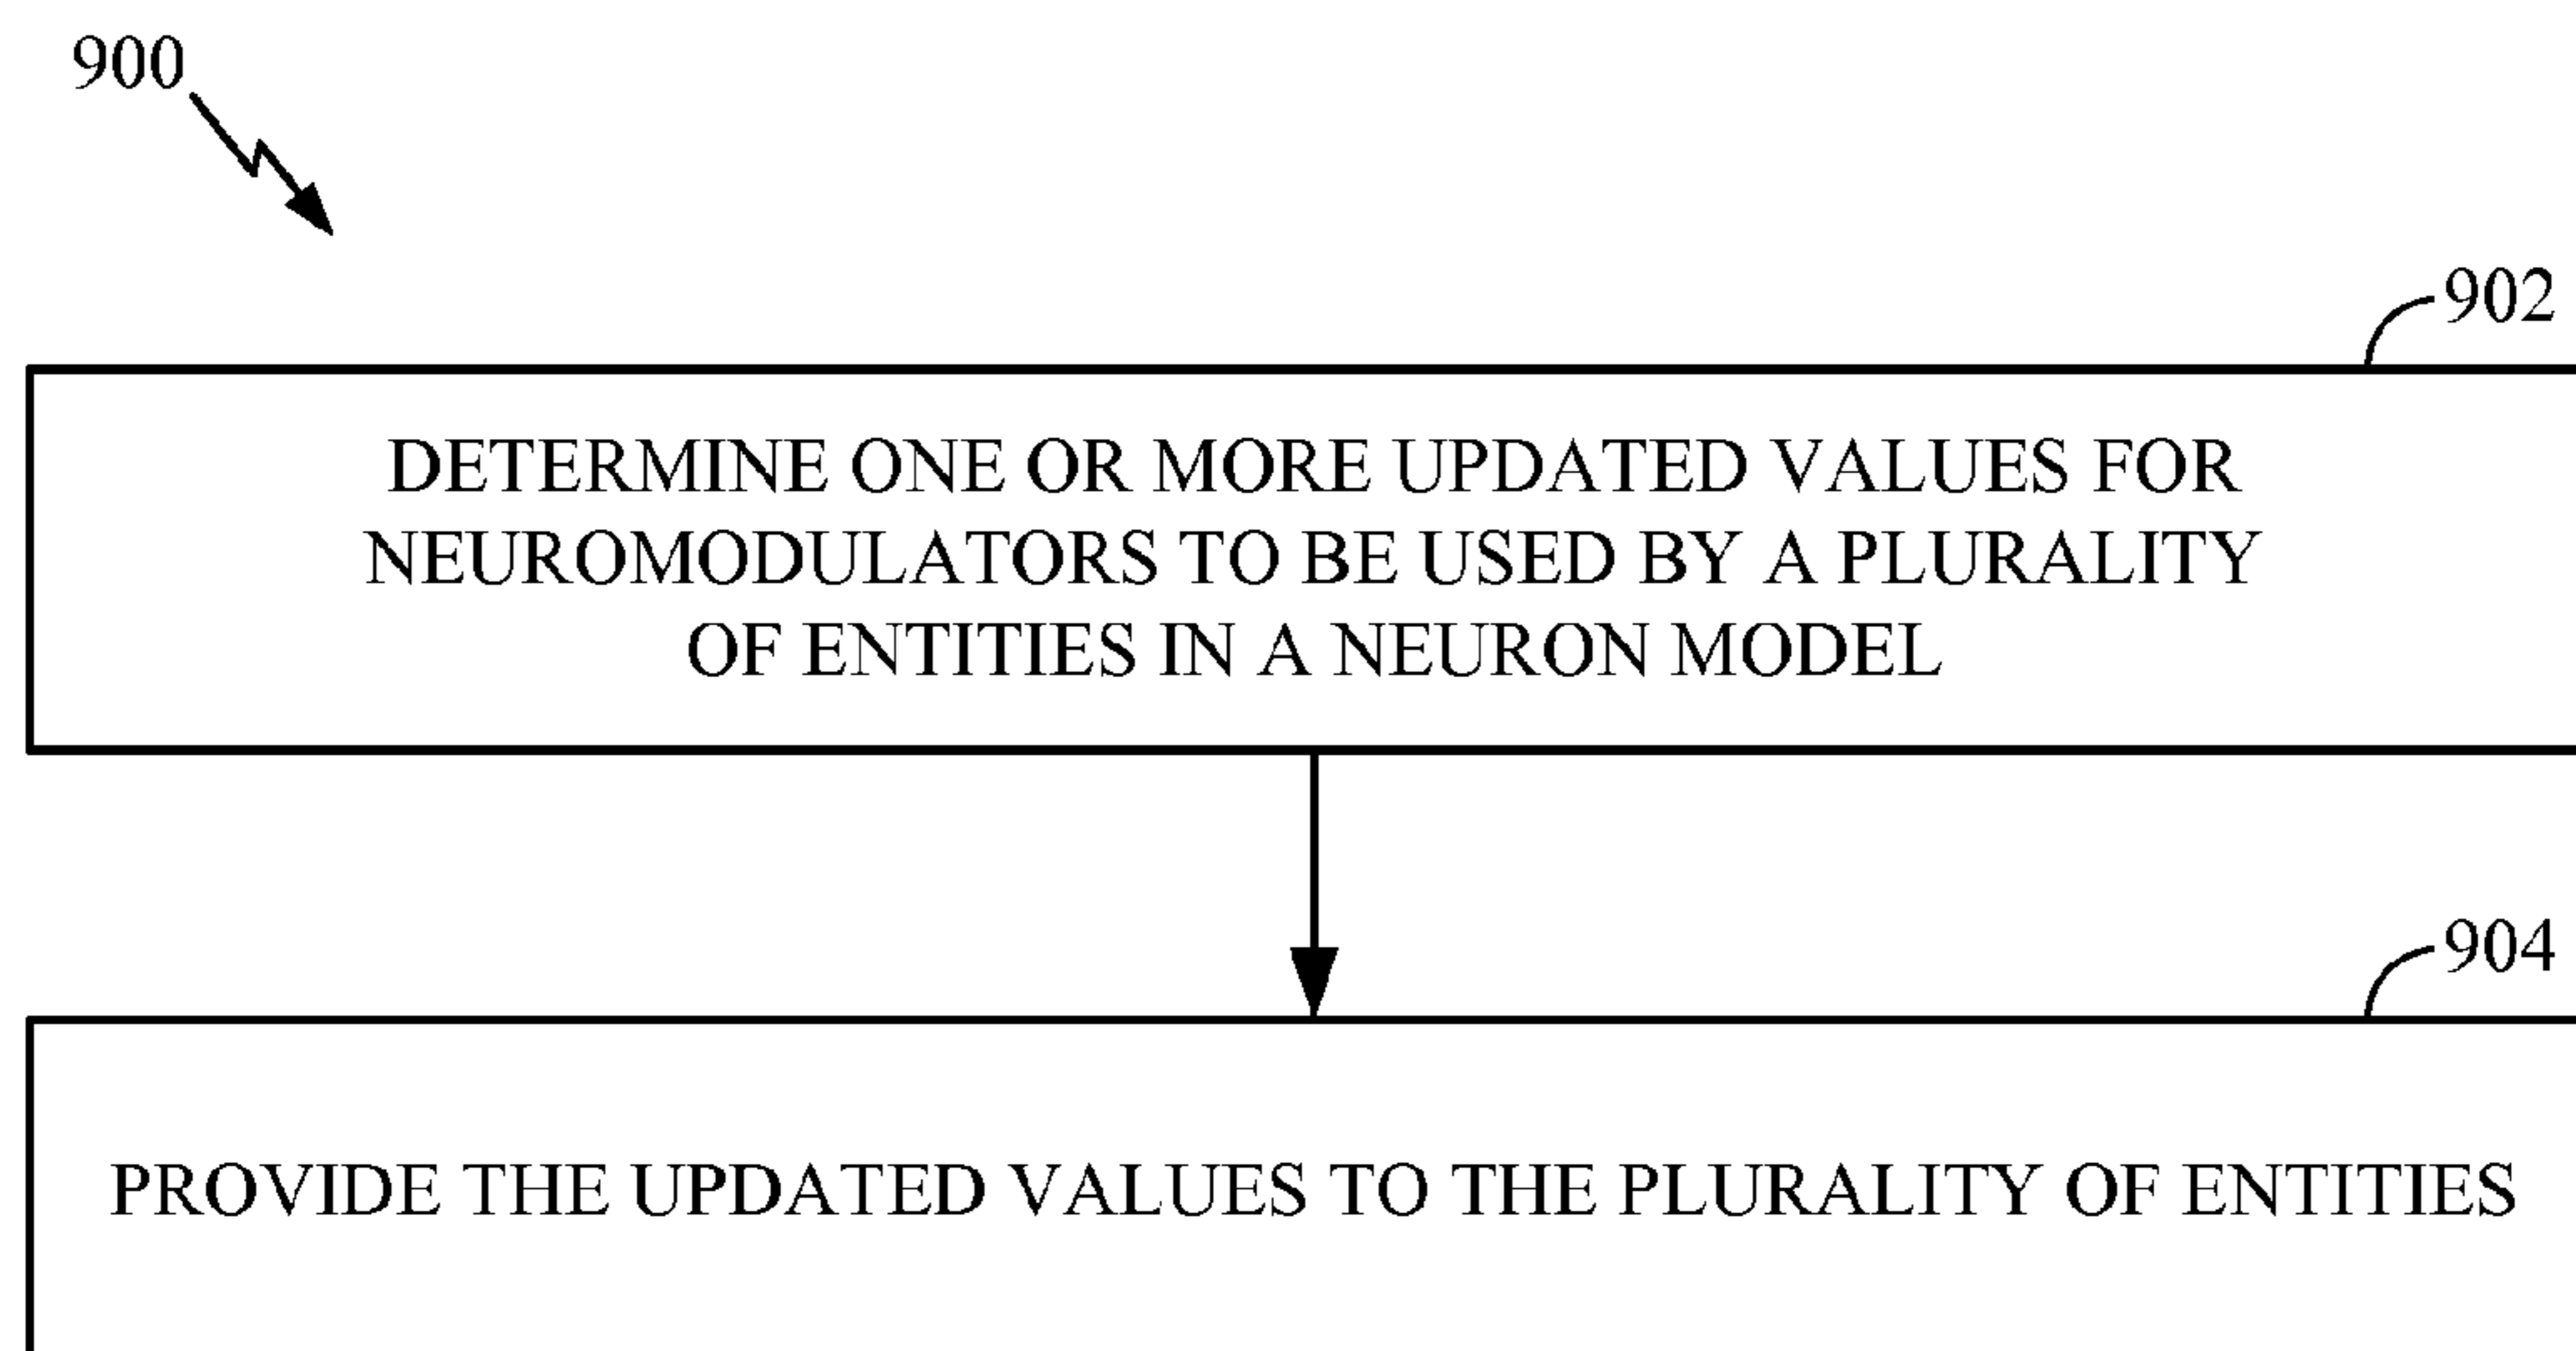 900
902
DETERMINE ONE OR MORE UPDATED VALUES FOR
NEUROMODULATORS TO BE USED BY A PLURALITY
OF ENTITIES IN A NEURON MODEL
904
PROVIDE THE UPDATED VALUES TO THE PLURALITY OF ENTITIES